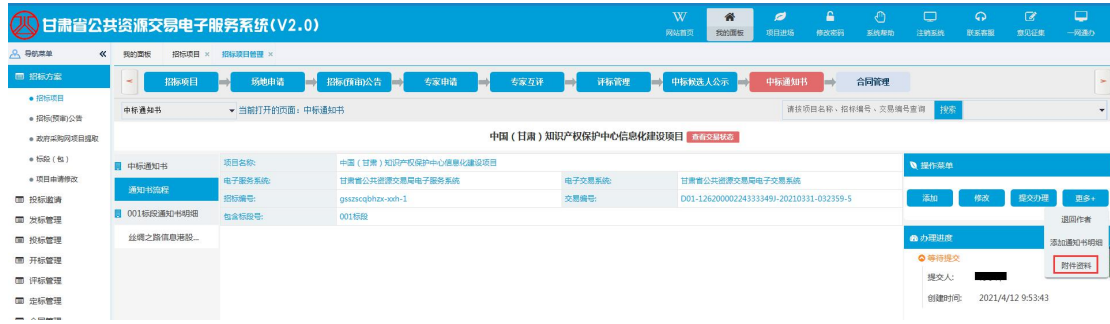 甘肃省公共资源交易电子服务系统(V2.0)
网站首页 我的面板 项目进场 修改密码 系统帮助 注销系统 联系客服 意见征集 一网通办
导航菜单 « 我的面板 招标项目 × 招标项目管理 ×
招标方案
招标项目
招标(预审)公告
政府采购网项目提取
标段（包）
项目申请修改
投标邀请
发标管理
投标管理
开标管理
评标管理
定标管理
合同管理
招标项目 场地申请 招标(预审)公告 专家申请 专家互评 评标管理 中标候选人公示 中标通知书 合同管理
中标通知书 当前打开的页面：中标通知书 请按项目名称、招标编号、交易编号查询 搜索
中国（甘肃）知识产权保护中心信息化建设项目 查看交易状态
中标通知书
通知书流程
001标段通知书明细
丝绸之路信息港股...
项目名称: 中国（甘肃）知识产权保护中心信息化建设项目
电子服务系统: 甘肃省公共资源交易局电子服务系统 电子交易系统: 甘肃省公共资源交易局电子交易系统
招标编号: gsszscqbhzx-xxh-1 交易编号: D01-12620000224333349J-20210331-032359-5
包含标段号: 001标段
操作菜单
添加 修改 提交办理 更多+
退回作者
添加通知书明细
附件资料
办理进度
等待提交
提交人:
创建时间: 2021/4/12 9:53:43